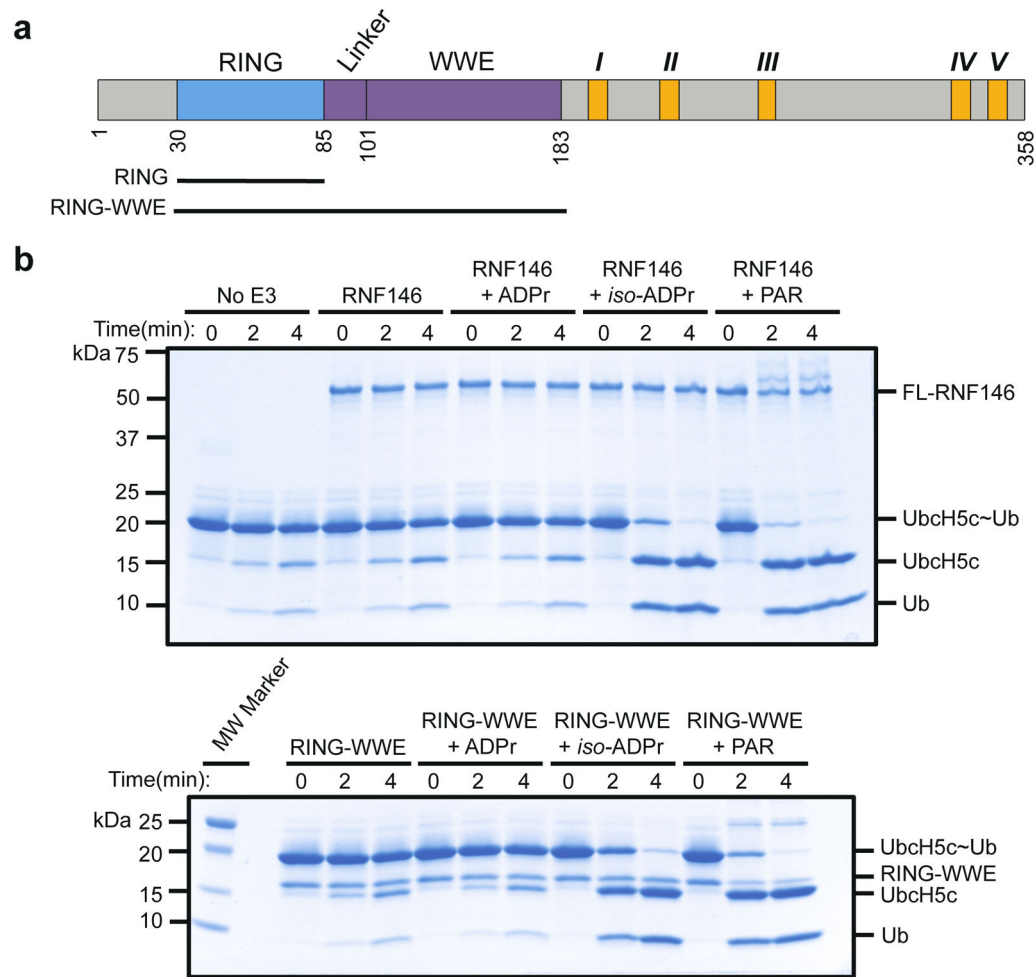 a
RING Linker WWE I II III IV V
1 30 85 101 183 358
RING
RING-WWE
b
No E3 RNF146 RNF146 + ADPr RNF146 + iso-ADPr RNF146 + PAR
Time(min): 0 2 4 0 2 4 0 2 4 0 2 4 0 2 4
kDa 75
50
37
25
20
15
10
FL-RNF146
UbcH5c~Ub
UbcH5c
Ub
MW Marker
RING-WWE RING-WWE + ADPr RING-WWE + iso-ADPr RING-WWE + PAR
Time(min): 0 2 4 0 2 4 0 2 4 0 2 4
kDa 25
20
15
10
UbcH5c~Ub
RING-WWE
UbcH5c
Ub